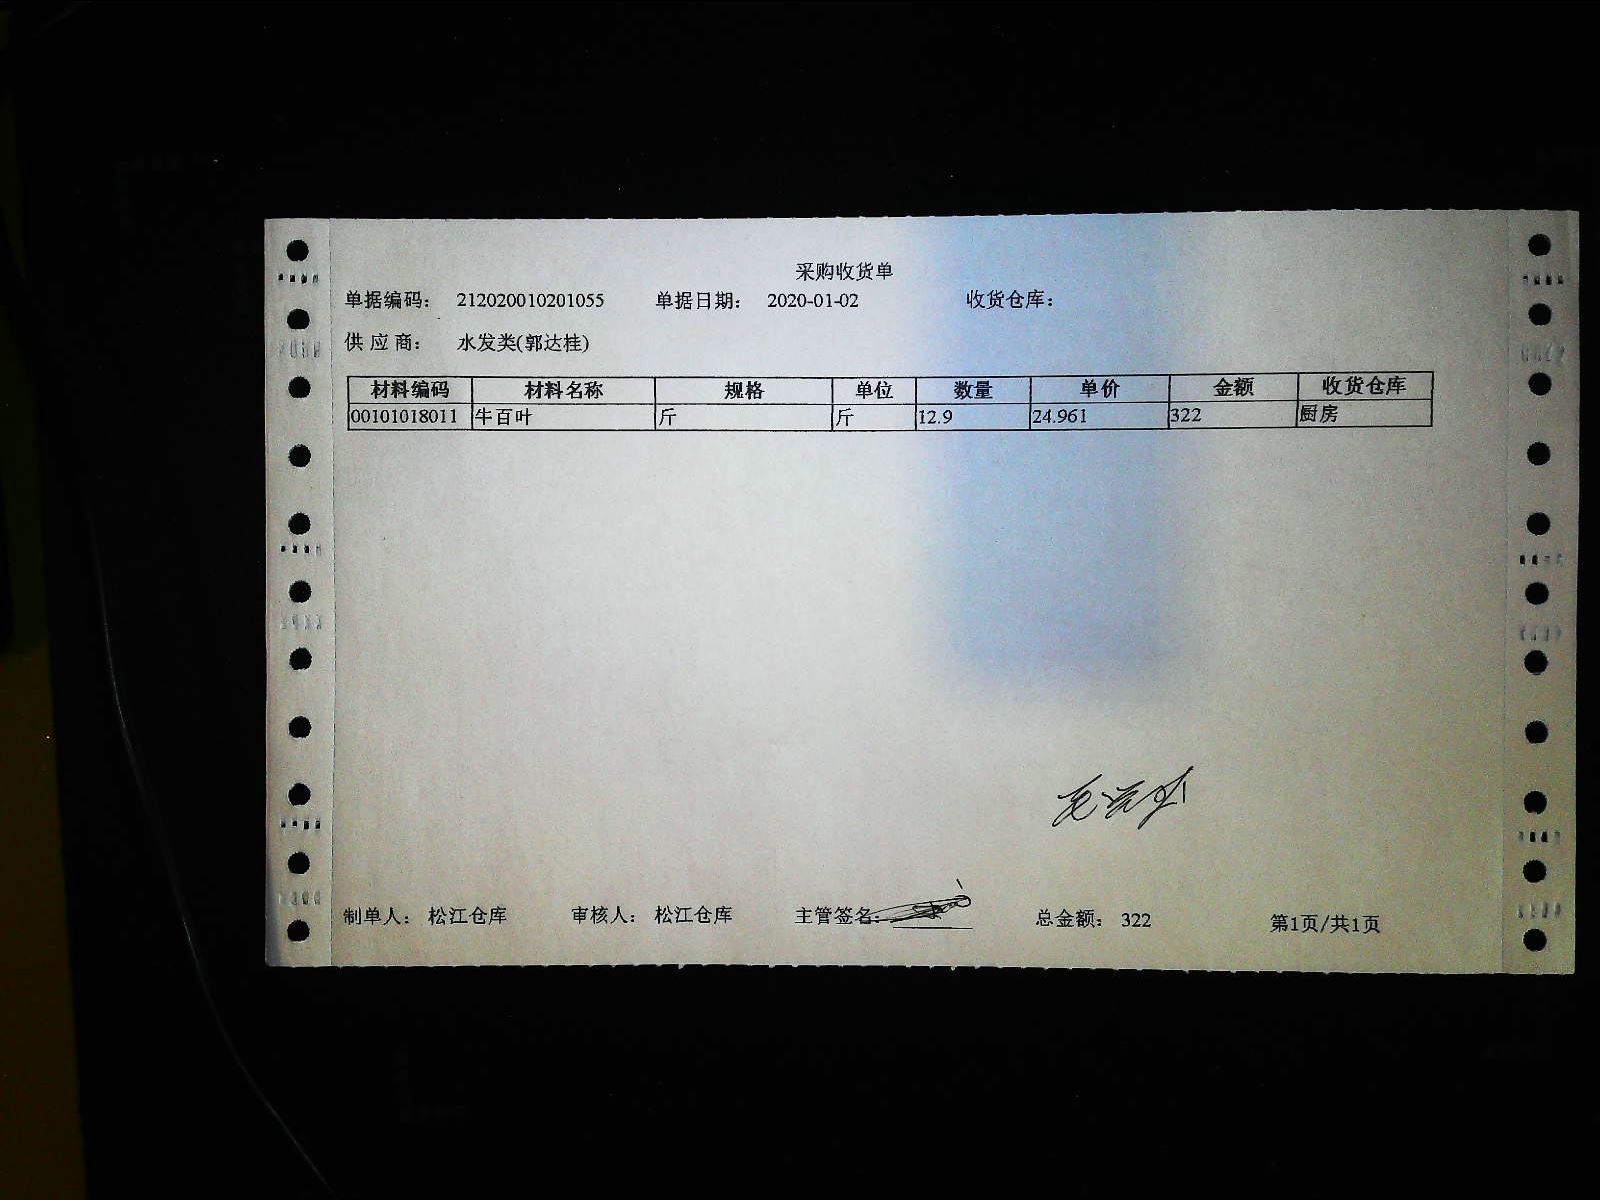 采购收货单
单据编码： 212020010201055 单据日期： 2020-01-02 收货仓库：
供 应 商： 水发类(郭达桂)
材料编码 材料名称 规格 单位 数量 单价 金额 收货仓库
00101018011 牛百叶 斤 斤 12.9 24.961 322 厨房
制单人： 松江仓库 审核人： 松江仓库 主管签名： 总金额： 322 第1页/共1页